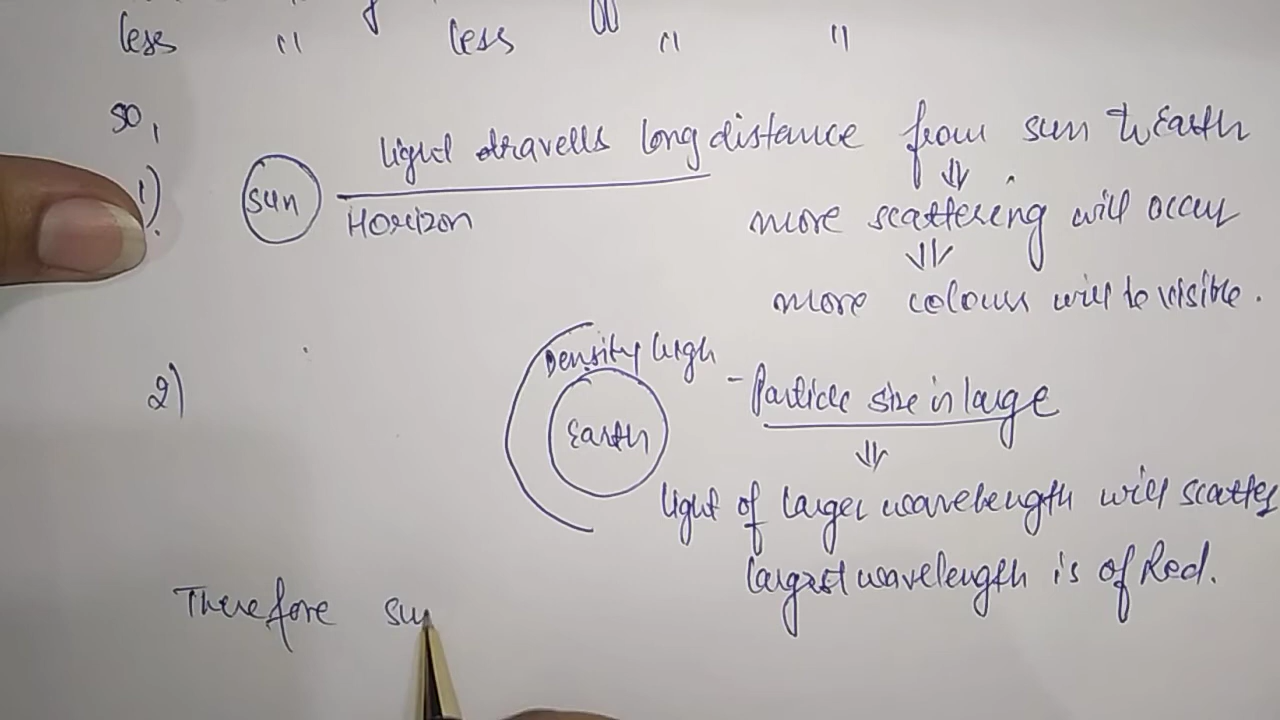 less " less " "
so,
1). Sun light travells long distance from sun to Earth
Horizon
⇓
more scattering will occur
⇓
more colours will be visible.
2) Density high
Earth
- Particle size is large
⇓
light of larger wavelength will scatter
largest wavelength is of Red.
Therefore su